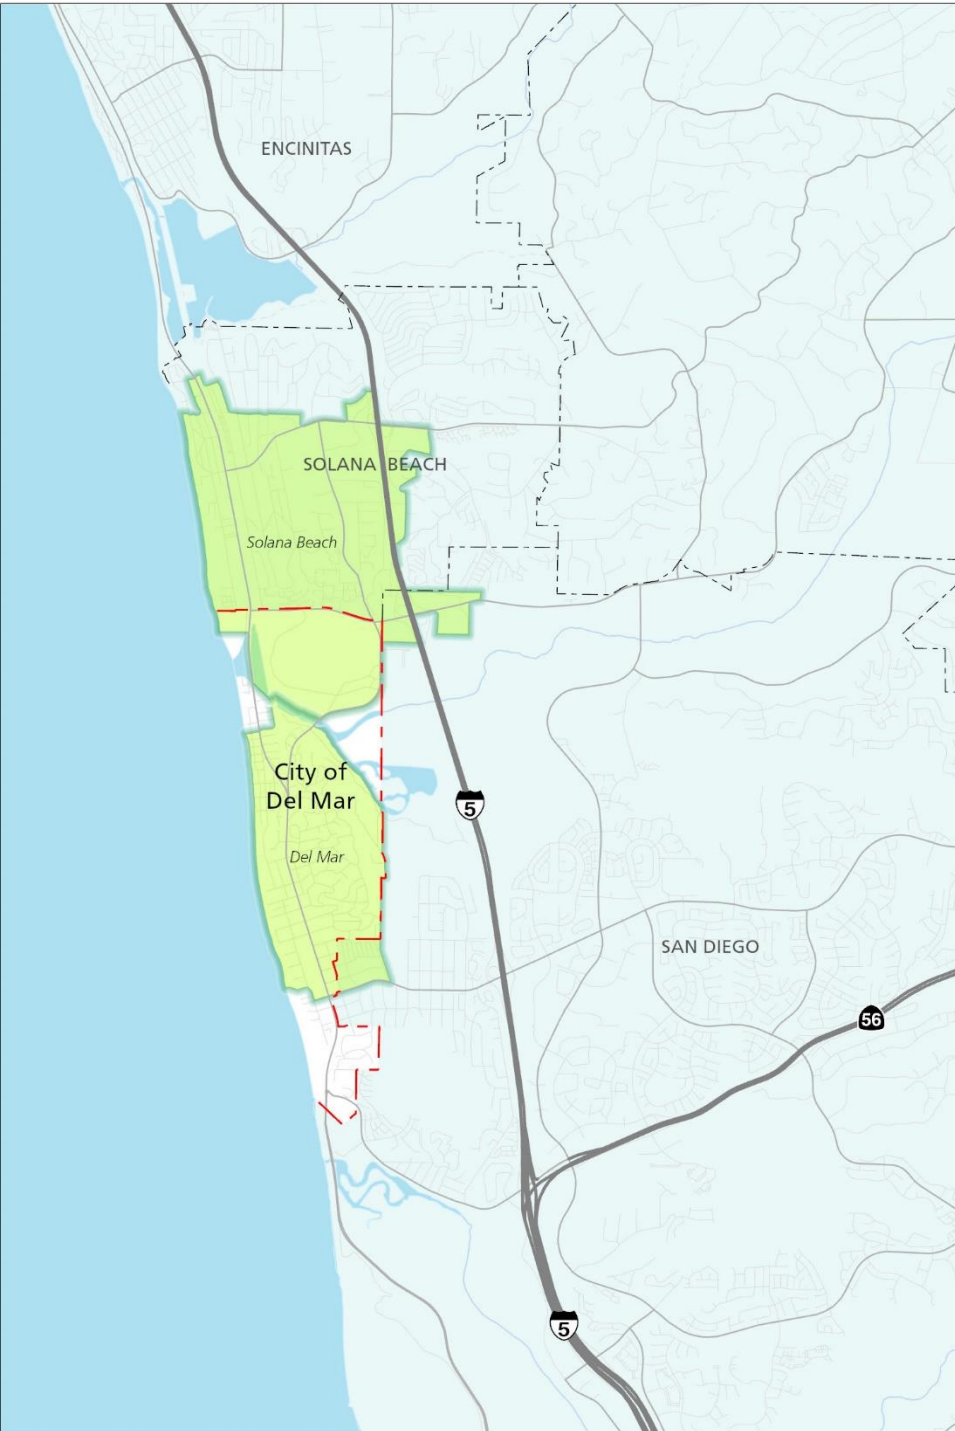 ENCINITAS
SOLANA BEACH
Solana Beach
City of
Del Mar
5
Del Mar
SAN DIEGO
56
5